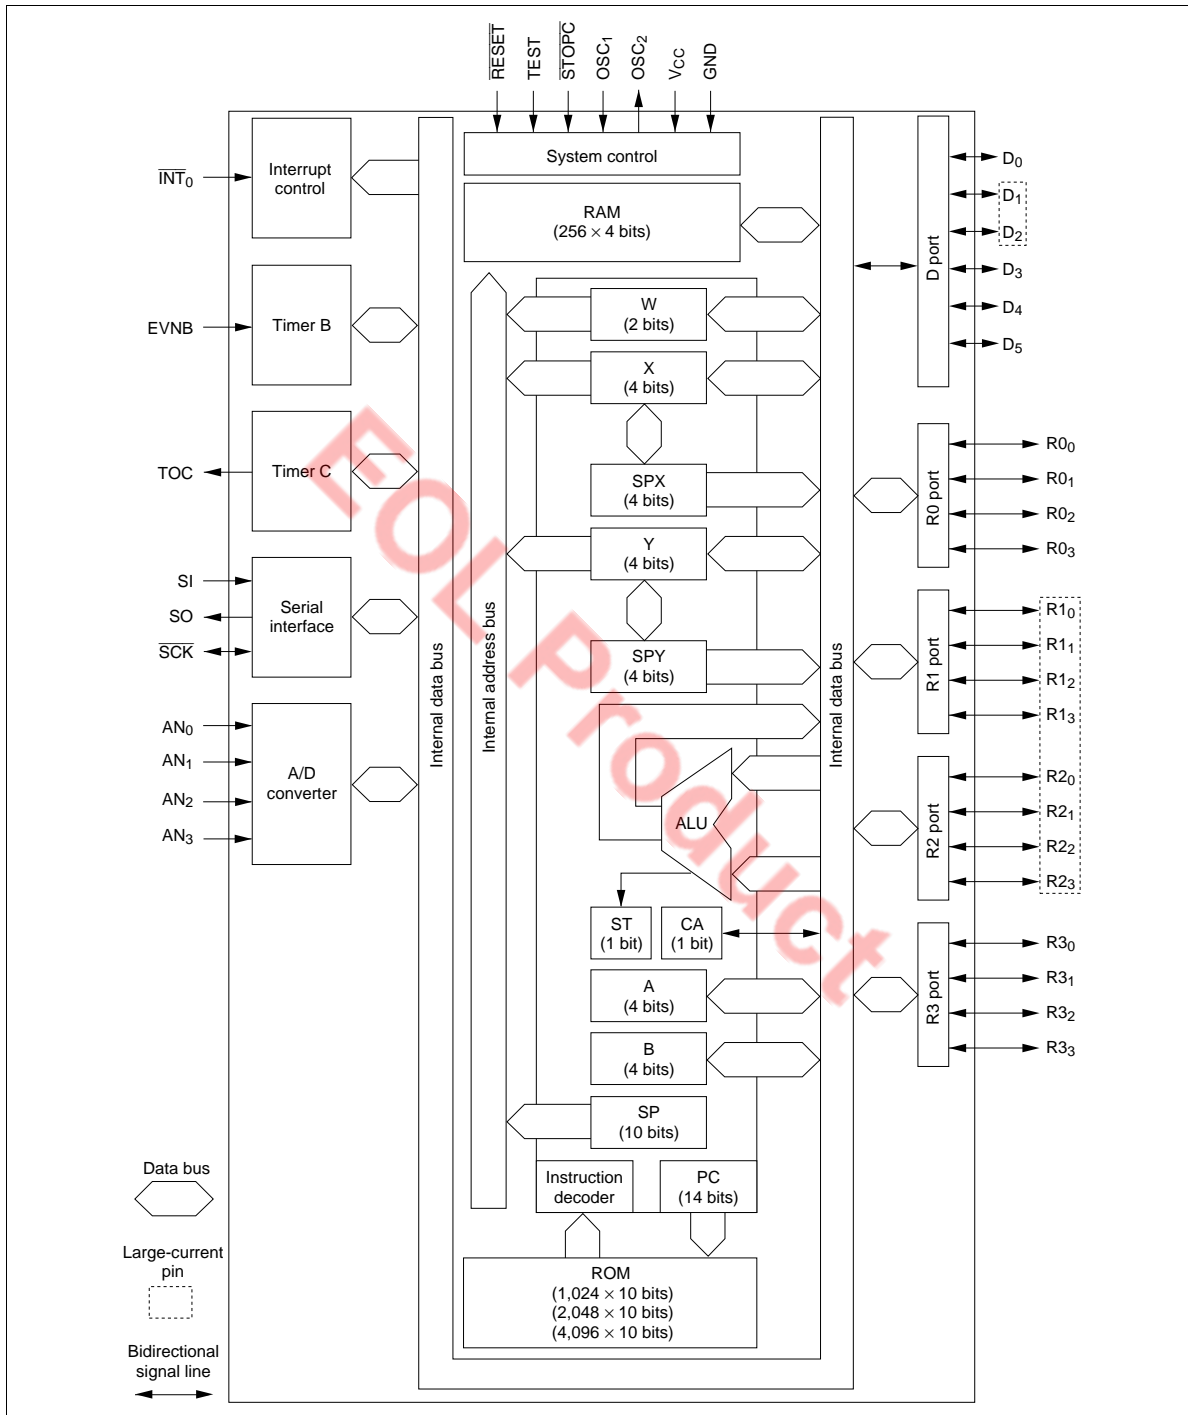 RESET
TEST
STOPC
OSC1
OSC2
VCC
GND
System control
RAM
(256 × 4 bits)
Interrupt
control
INT0
Timer B
EVNB
Timer C
TOC
SI
SO
SCK
Serial
interface
AN0
AN1
AN2
AN3
A/D
converter
Internal data bus
Internal address bus
W
(2 bits)
X
(4 bits)
SPX
(4 bits)
Y
(4 bits)
SPY
(4 bits)
ALU
ST
(1 bit)
CA
(1 bit)
A
(4 bits)
B
(4 bits)
SP
(10 bits)
Instruction
decoder
PC
(14 bits)
ROM
(1,024 × 10 bits)
(2,048 × 10 bits)
(4,096 × 10 bits)
Internal data bus
D port
D0
D1
D2
D3
D4
D5
R0 port
R00
R01
R02
R03
R1 port
R10
R11
R12
R13
R2 port
R20
R21
R22
R23
R3 port
R30
R31
R32
R33
Data bus
Large-current
pin
Bidirectional
signal line
EOL Product